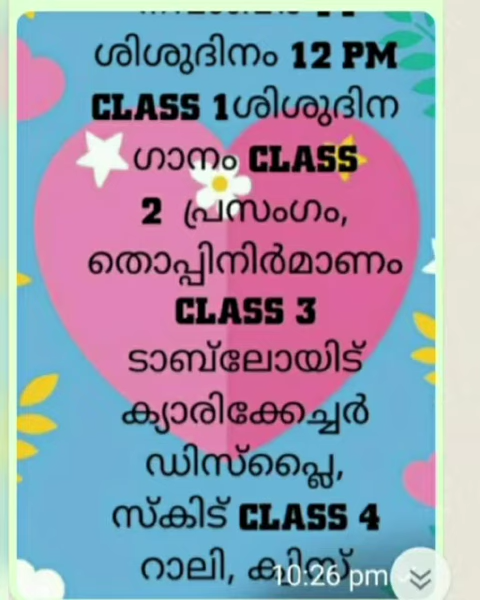 ശിശുദിനം 12 PM
CLASS 1ശിശുദിന
ഗാനം CLASS
2 പ്രസംഗം,
തൊപ്പിനിർമാണം
CLASS 3
ടാബ്ലോയിട്
ക്യാരിക്കേച്ചർ
ഡിസ്പ്ലൈ,
സ്കിട് CLASS 4
റാലി, ക്വിസ്
10:26 pm